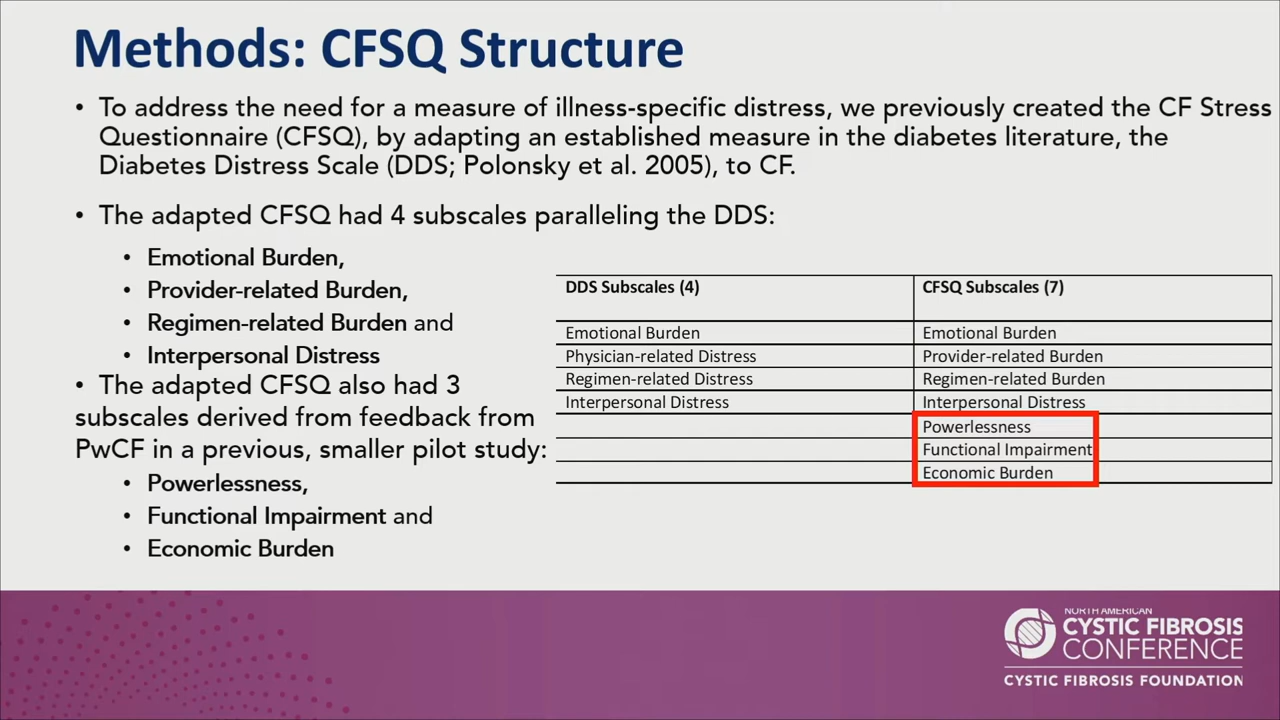 Methods: CFSQ Structure
• To address the need for a measure of illness-specific distress, we previously created the CF Stress
Questionnaire (CFSQ), by adapting an established measure in the diabetes literature, the
Diabetes Distress Scale (DDS; Polonsky et al. 2005), to CF.
• The adapted CFSQ had 4 subscales paralleling the DDS:
• Emotional Burden,
• Provider-related Burden,
• Regimen-related Burden and
• Interpersonal Distress
• The adapted CFSQ also had 3
subscales derived from feedback from
PwCF in a previous, smaller pilot study:
• Powerlessness,
• Functional Impairment and
• Economic Burden
DDS Subscales (4) CFSQ Subscales (7)
Emotional Burden Emotional Burden
Physician-related Distress Provider-related Burden
Regimen-related Distress Regimen-related Burden
Interpersonal Distress Interpersonal Distress
Powerlessness
Functional Impairment
Economic Burden
NORTH AMERICAN
CYSTIC FIBROSIS
CONFERENCE
CYSTIC FIBROSIS FOUNDATION